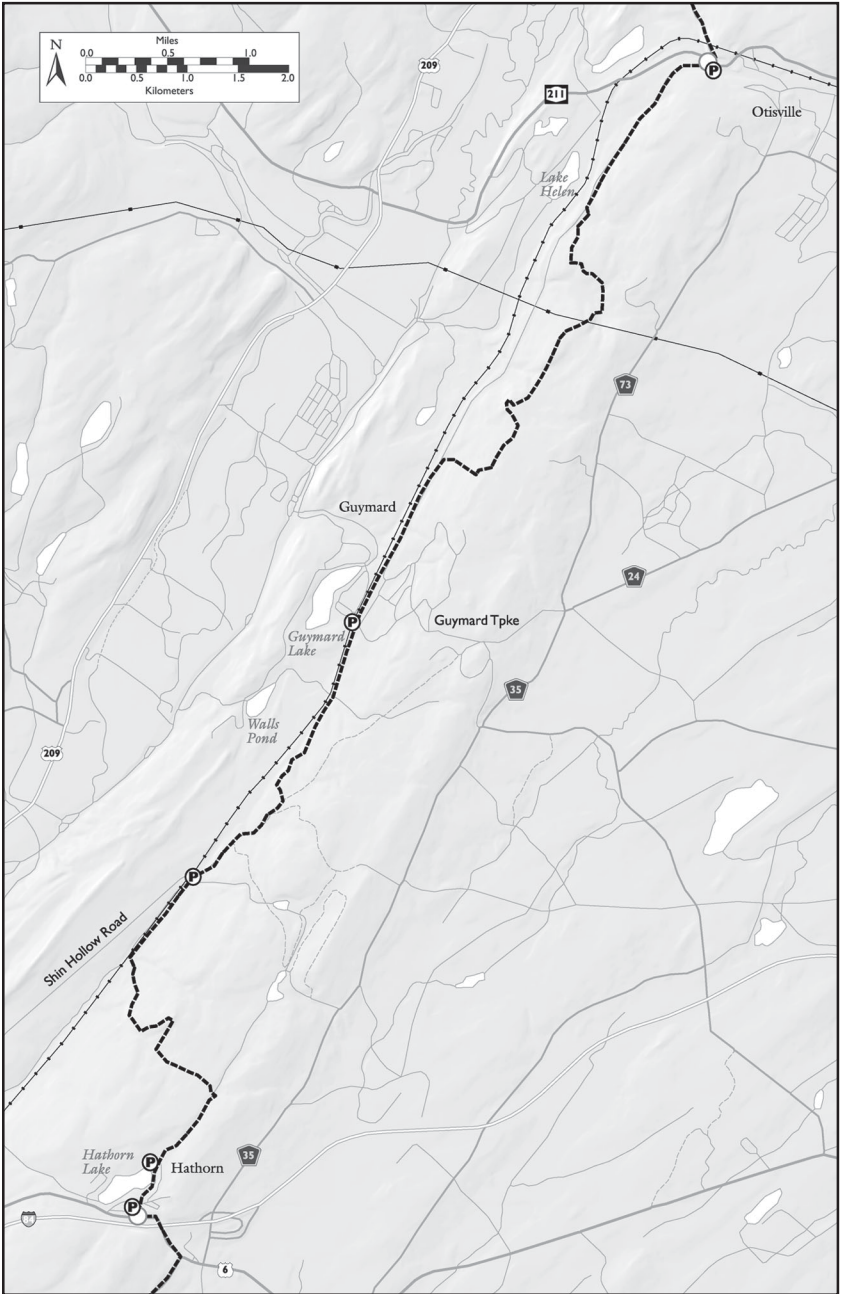 N
Miles
0.0 0.5 1.0
0.0 0.5 1.0 1.5 2.0
Kilometers
209
211
P
Otisville
Lake
Helen
73
Guymard
24
P
Guymard Tpke
Guymard
Lake
35
Walls
Pond
209
P
Shin Hollow Road
Hathorn
Lake
P
Hathorn
35
P
6